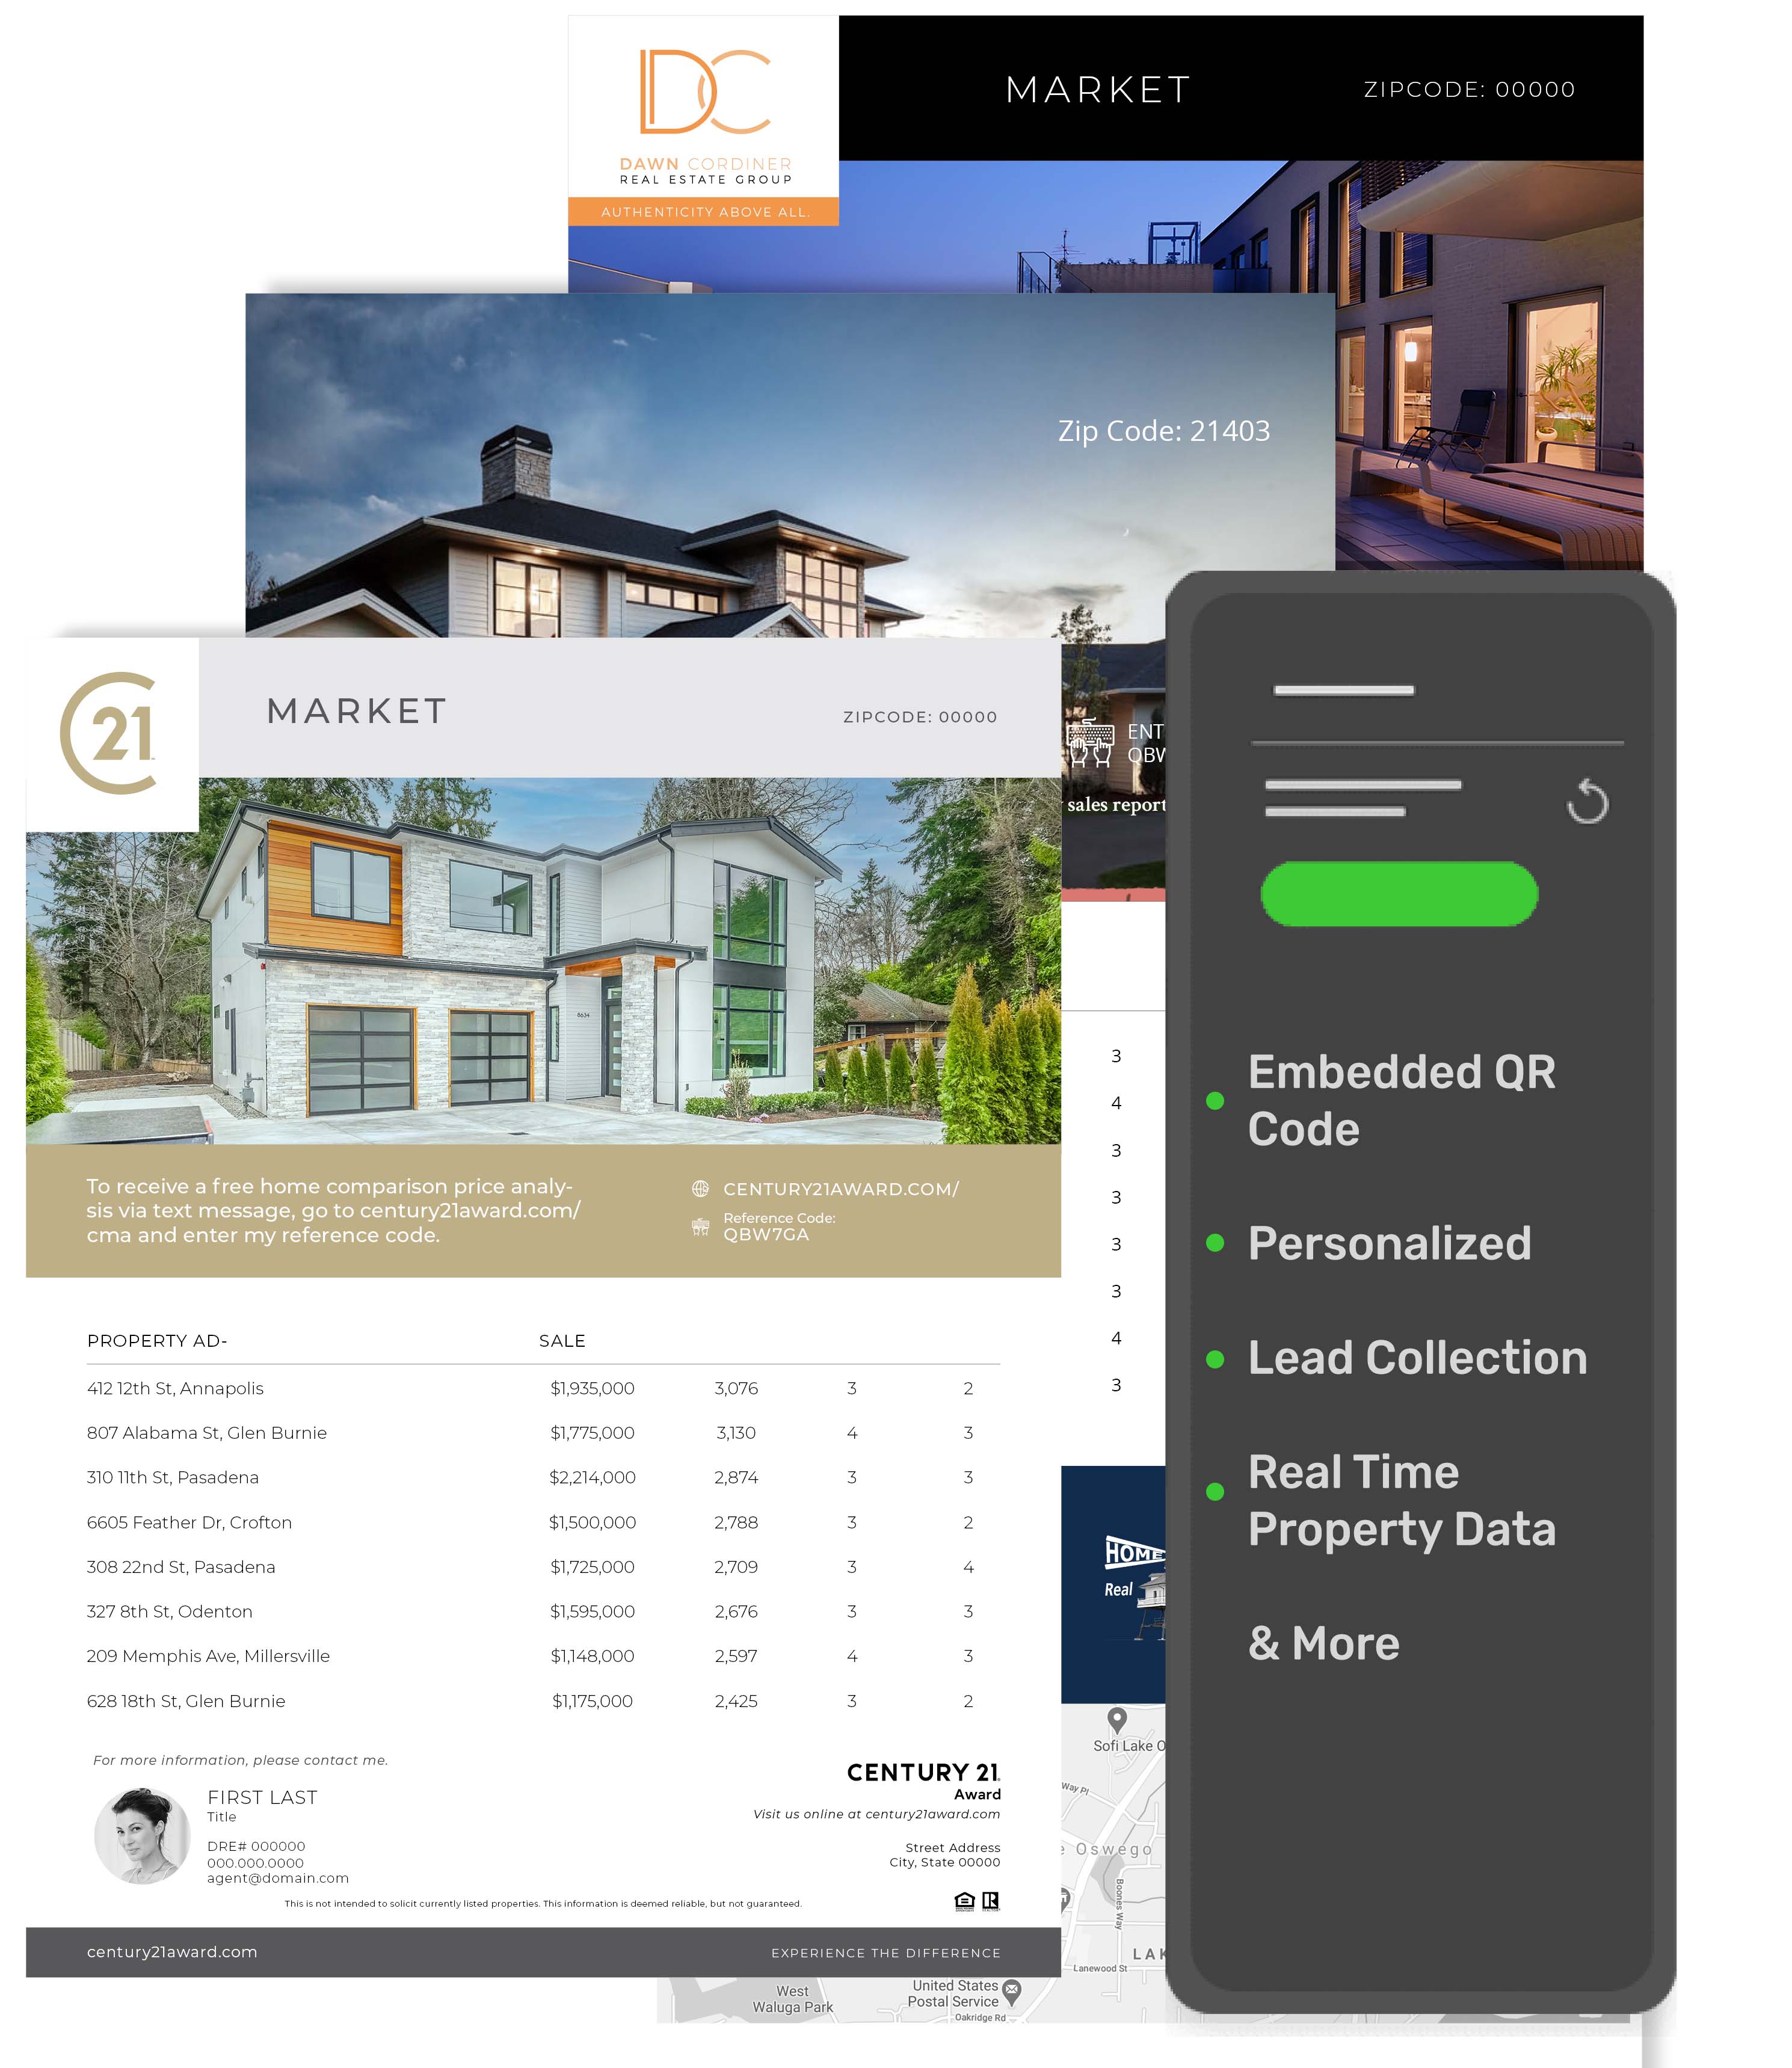 DC
DAWN CORDINER
REAL ESTATE GROUP
AUTHENTICITY ABOVE ALL.
MARKET
ZIPCODE: 00000
Zip Code: 21403
ENT
QBW
sales report
3
4
3
3
3
3
4
3
HOME
Real
Sofi Lake O
Way Pl
Oswego
Boones Way
LAK
Lanewood St
West
Waluga Park
United States
Postal Service
Oakridge Rd
C21
MARKET
ZIPCODE: 00000
8634
To receive a free home comparison price analy-
sis via text message, go to century21award.com/
cma and enter my reference code.
CENTURY21AWARD.COM/
Reference Code:
QBW7GA
PROPERTY AD- SALE
412 12th St, Annapolis $1,935,000 3,076 3 2
807 Alabama St, Glen Burnie $1,775,000 3,130 4 3
310 11th St, Pasadena $2,214,000 2,874 3 3
6605 Feather Dr, Crofton $1,500,000 2,788 3 2
308 22nd St, Pasadena $1,725,000 2,709 3 4
327 8th St, Odenton $1,595,000 2,676 3 3
209 Memphis Ave, Millersville $1,148,000 2,597 4 3
628 18th St, Glen Burnie $1,175,000 2,425 3 2
For more information, please contact me.
FIRST LAST
Title
DRE# 000000
000.000.0000
agent@domain.com
CENTURY 21.
Award
Visit us online at century21award.com
Street Address
City, State 00000
This is not intended to solicit currently listed properties. This information is deemed reliable, but not guaranteed.
century21award.com
EXPERIENCE THE DIFFERENCE
Embedded QR
Code
Personalized
Lead Collection
Real Time
Property Data
& More